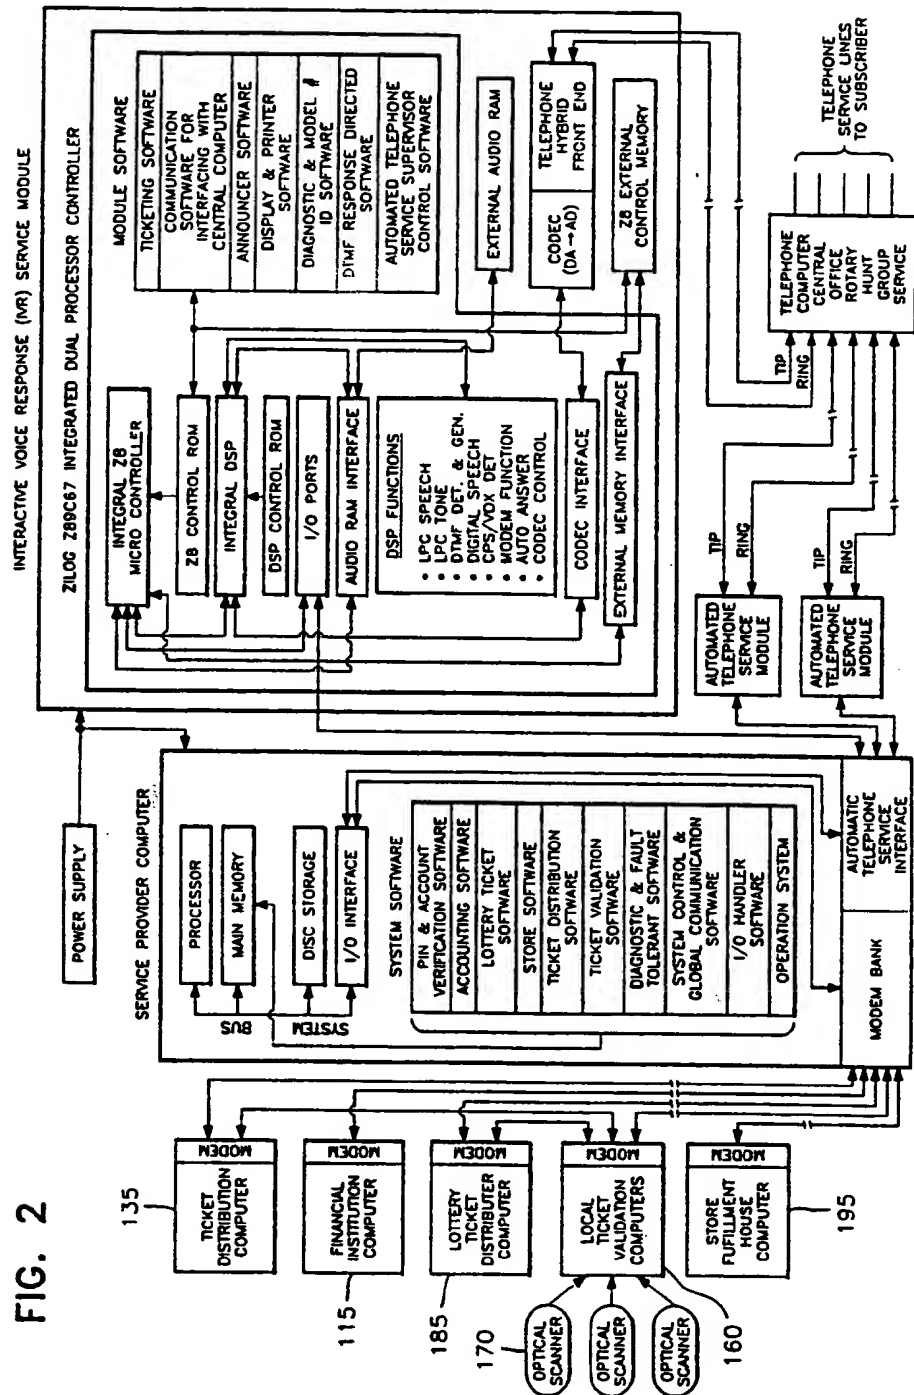 FIG. 2
INTERACTIVE VOICE RESPONSE (IVR) SERVICE MODULE
ZILOG Z89C67 INTEGRATED DUAL PROCESSOR CONTROLLER
INTEGRAL Z8
MICRO CONTROLLER
Z8 CONTROL ROM
INTEGRAL DSP
DSP CONTROL ROM
I/O PORTS
AUDIO RAM INTERFACE
DSP FUNCTIONS
• LPC SPEECH
• LPC TONE
• DTMF DET. & GEN.
• DIGITAL SPEECH
• CPS/VOX DET
• MODEM FUNCTION
• AUTO ANSWER
• CODEC CONTROL
CODEC INTERFACE
EXTERNAL MEMORY INTERFACE
MODULE SOFTWARE
TICKETING SOFTWARE
COMMUNICATION
SOFTWARE FOR
INTERFACING WITH
CENTRAL COMPUTER
ANNOUNCER SOFTWARE
DISPLAY & PRINTER
SOFTWARE
DIAGNOSTIC & MODEL #
ID SOFTWARE
DTMF RESPONSE DIRECTED
SOFTWARE
AUTOMATED TELEPHONE
SERVICE SUPERVISOR
CONTROL SOFTWARE
EXTERNAL AUDIO RAM
CODEC
(DA→AD)
TELEPHONE
HYBRID
FRONT END
Z8 EXTERNAL
CONTROL MEMORY
POWER SUPPLY
SERVICE PROVIDER COMPUTER
PROCESSOR
MAIN MEMORY
DISC STORAGE
I/O INTERFACE
SYSTEM
BUS
SYSTEM SOFTWARE
PIN & ACCOUNT
VERIFICATION SOFTWARE
ACCOUNTING SOFTWARE
LOTTERY TICKET
SOFTWARE
STORE SOFTWARE
TICKET DISTRIBUTION
SOFTWARE
TICKET VALIDATION
SOFTWARE
DIAGNOSTIC & FAULT
TOLERANT SOFTWARE
SYSTEM CONTROL &
GLOBAL COMMUNICATION
SOFTWARE
I/O HANDLER
SOFTWARE
OPERATION SYSTEM
MODEM BANK
AUTOMATIC
TELEPHONE
SERVICE
INTERFACE
AUTOMATED
TELEPHONE
SERVICE
MODULE
AUTOMATED
TELEPHONE
SERVICE
MODULE
TIP
RING
TIP
RING
TIP
RING
TELEPHONE
COMPUTER
CENTRAL
OFFICE
ROTARY
HUNT
GROUP
SERVICE
TELEPHONE
SERVICE LINES
TO SUBSCRIBER
135
TICKET
DISTRIBUTION
COMPUTER
MODEM
FINANCIAL
INSTITUTION
COMPUTER
MODEM
115
185
LOTTERY
TICKET
DISTRIBUTER
COMPUTER
MODEM
170
LOCAL
TICKET
VALIDATION
COMPUTERS
MODEM
OPTICAL
SCANNER
OPTICAL
SCANNER
OPTICAL
SCANNER
160
STORE
FUFILLMENT
HOUSE
COMPUTER
MODEM
195